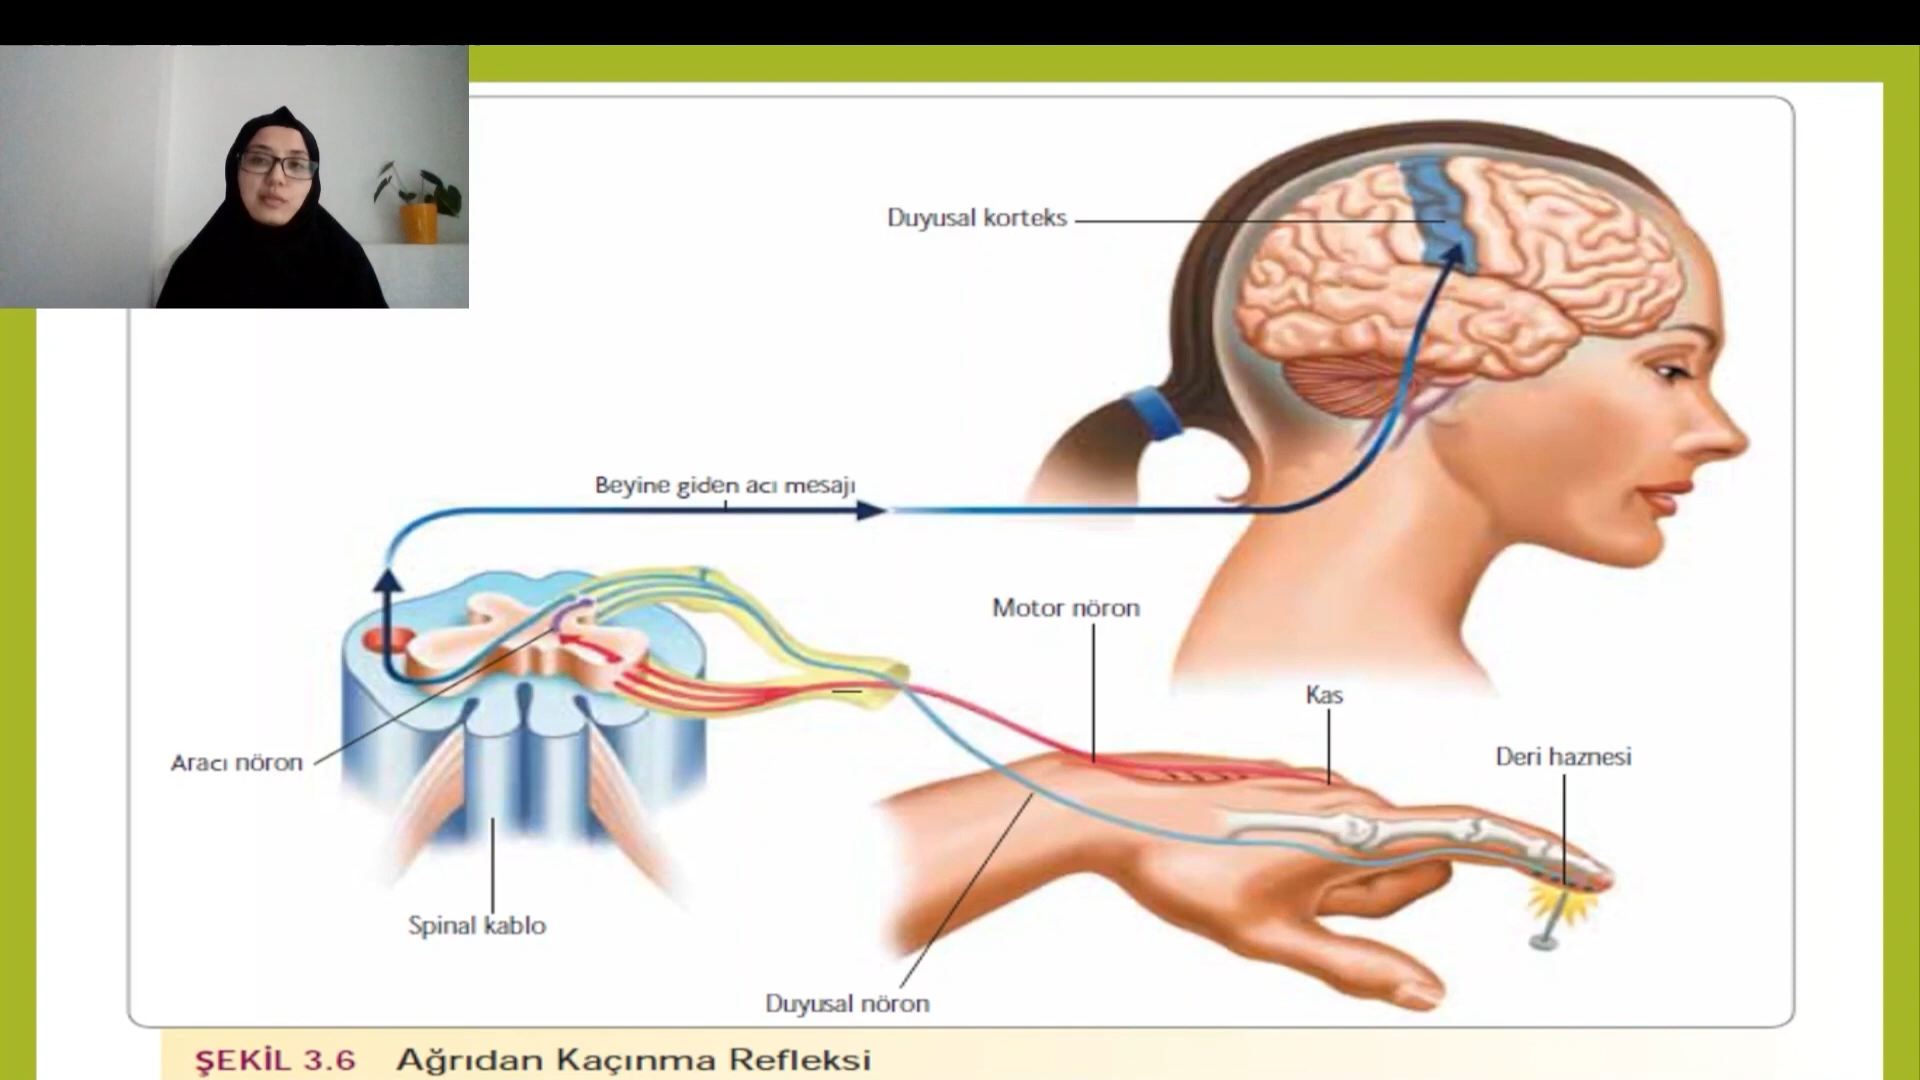 Duyusal korteks
Beyine giden acı mesajı
Motor nöron
Kas
Deri haznesi
Aracı nöron
Spinal kablo
Duyusal nöron
ŞEKİL 3.6 Ağrıdan Kaçınma Refleksi